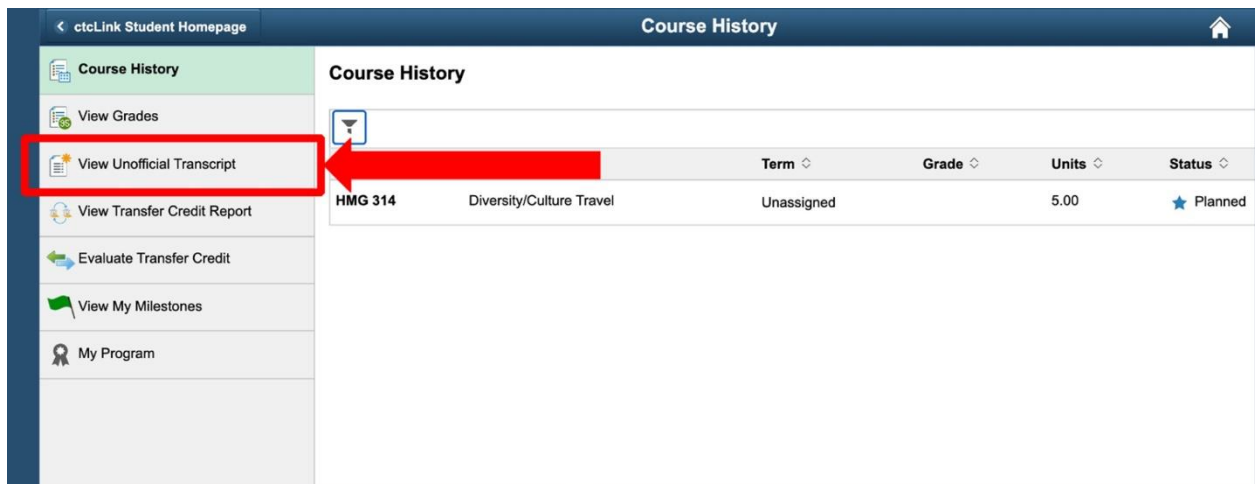 ctcLink Student Homepage
Course History
Course History
View Grades
View Unofficial Transcript
View Transfer Credit Report
Evaluate Transfer Credit
View My Milestones
My Program
Course History
Term Grade Units Status
HMG 314 Diversity/Culture Travel Unassigned 5.00 Planned